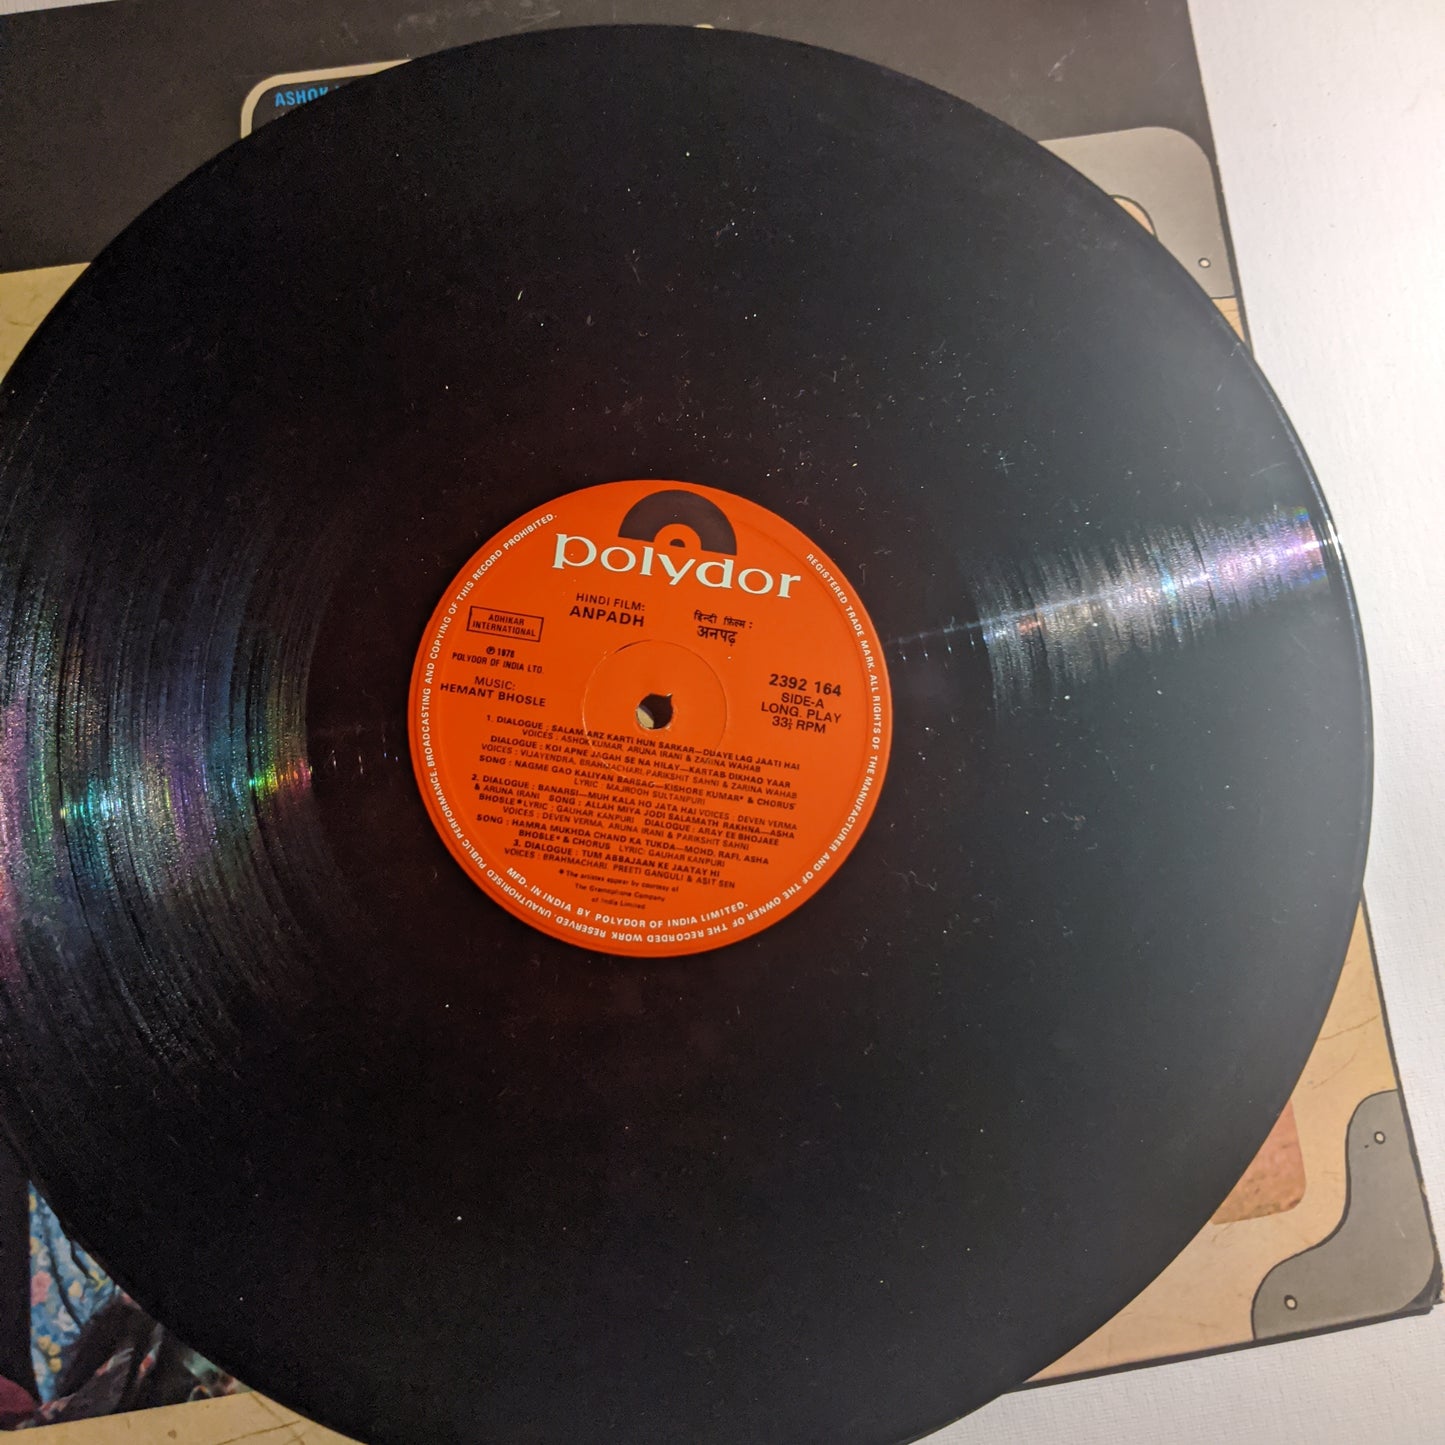 ASHOK
polydor
HINDI FILM:
ANPADH
हिन्दी फ़िल्म :
अनपढ़
ADHIKAR
INTERNATIONAL
℗ 1978
POLYDOR OF INDIA LTD.
MUSIC:
HEMANT BHOSLE
2392 164
SIDE-A
LONG. PLAY
33⅓ RPM
1. DIALOGUE : SALAM ARZ KARTI HUN SARKAR—DUAYE LAG JAATI HAI
VOICES : ASHOK KUMAR, ARUNA IRANI & ZARINA WAHAB
DIALOGUE : KOI APNE JAGAH SE NA HILAY—KARTAB DIKHAO YAAR
VOICES : VIJAYENDRA, BRAHMACHARI, PARIKSHIT SAHNI & ZARINA WAHAB
SONG : NAGME GAO KALIYAN BARSAO—KISHORE KUMAR* & CHORUS*
LYRIC : MAJROOH SULTANPURI
2. DIALOGUE : BANARSI—MUH KALA HO JATA HAI VOICES : DEVEN VERMA
& ARUNA IRANI SONG : ALLAH MIYA JODI SALAMATH RAKHNA—ASHA
BHOSLE* LYRIC : GAUHAR KANPURI DIALOGUE : ARAY EE BHOJAEE
VOICES : DEVEN VERMA, ARUNA IRANI & PARIKSHIT SAHNI
SONG : HAMRA MUKHDA CHAND KA TUKDA—MOHD. RAFI, ASHA
BHOSLE* & CHORUS LYRIC: GAUHAR KANPURI
3. DIALOGUE : TUM ABBAJAAN KE JAATAY HI
VOICES : BRAHMACHARI, PREETI GANGULI & ASIT SEN
* The artistes appear by courtesy of
The Gramophone Company
of India Limited.
MFD. IN INDIA BY POLYDOR OF INDIA LIMITED.
REGISTERED TRADE MARK. ALL RIGHTS OF THE MANUFACTURER AND OF THE OWNER OF THE RECORDED WORK RESERVED. UNAUTHORISED PUBLIC PERFORMANCE, BROADCASTING AND COPYING OF THIS RECORD PROHIBITED.